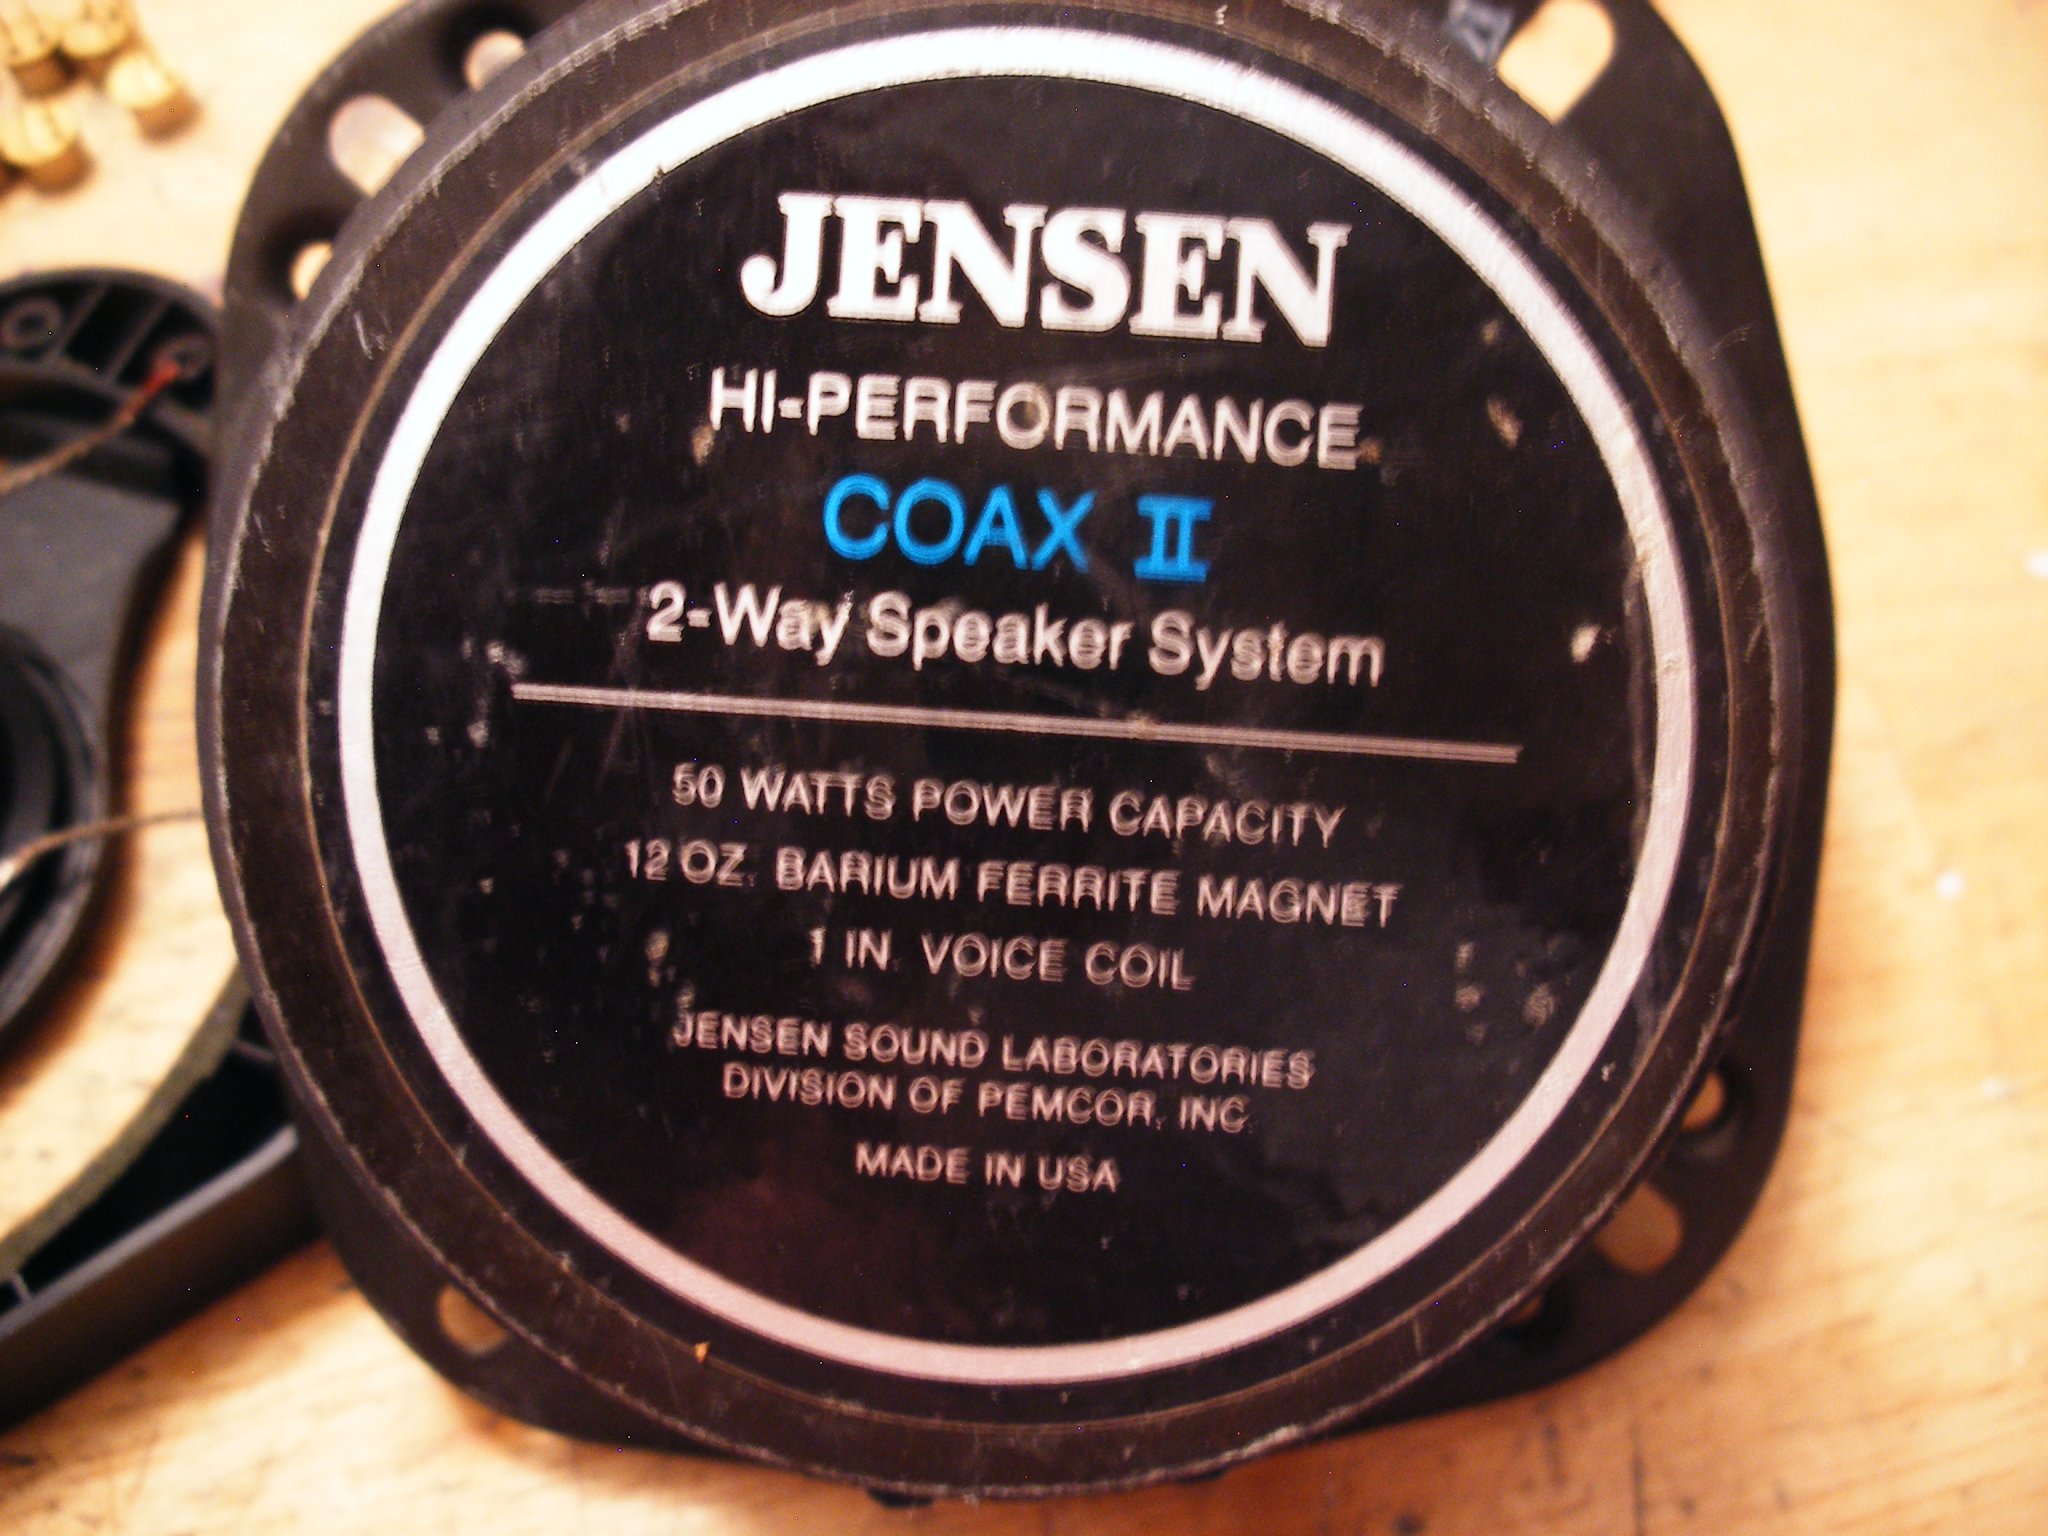 JENSEN
HI-PERFORMANCE
COAX II
2-Way Speaker System
50 WATTS POWER CAPACITY
12 OZ. BARIUM FERRITE MAGNET
1 IN. VOICE COIL
JENSEN SOUND LABORATORIES
DIVISION OF PEMCOR, INC.
MADE IN USA